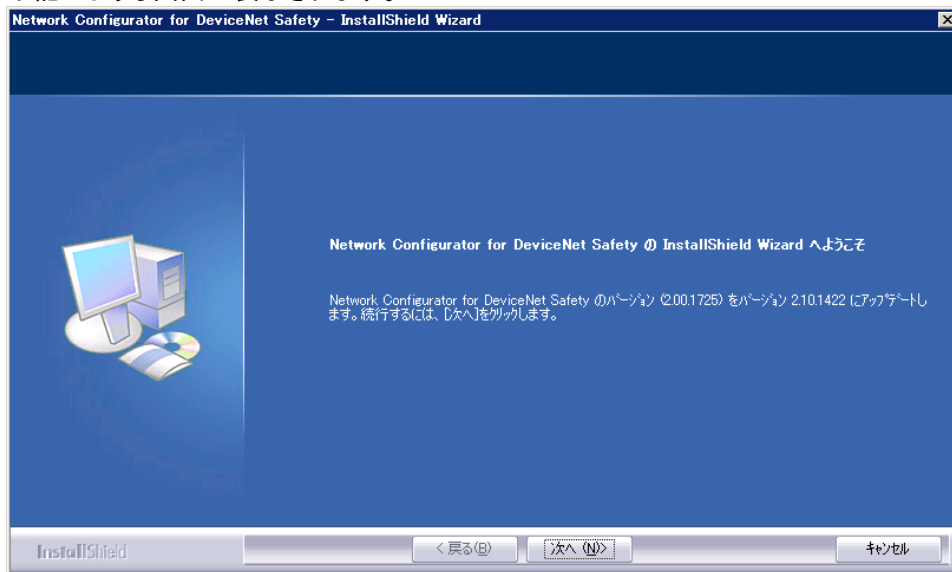 Network Configurator for DeviceNet Safety - InstallShield Wizard
Network Configurator for DeviceNet Safety の InstallShield Wizard へようこそ
Network Configurator for DeviceNet Safety のバージョン (2.00.1725) をバージョン 2.10.1422 にアップデートし
ます。続行するには、[次へ]をクリックします。
InstallShield
< 戻る(B)
次へ (N)>
キャンセル